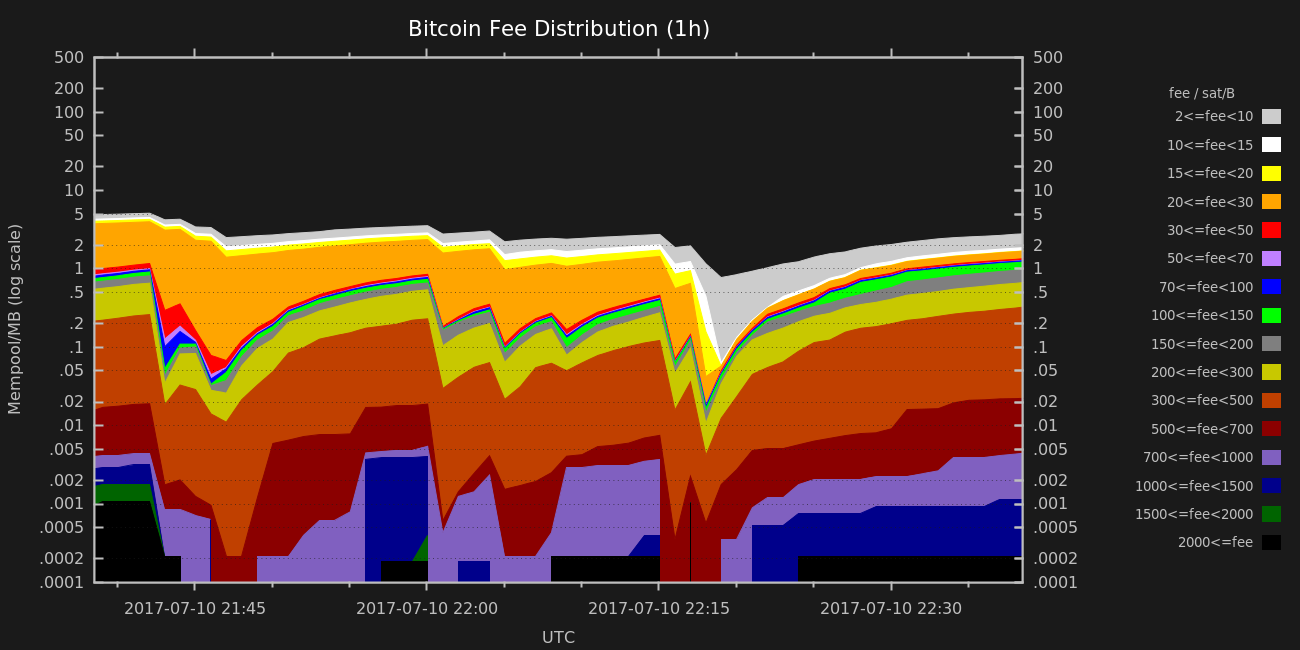 Bitcoin Fee Distribution (1h)
Mempool/MB (log scale)
500
200
100
50
20
10
5
2
1
.5
.2
.1
.05
.02
.01
.005
.002
.001
.0005
.0002
.0001
500
200
100
50
20
10
5
2
1
.5
.2
.1
.05
.02
.01
.005
.002
.001
.0005
.0002
.0001
2017-07-10 21:45
2017-07-10 22:00
2017-07-10 22:15
2017-07-10 22:30
UTC
fee / sat/B
2<=fee<10
10<=fee<15
15<=fee<20
20<=fee<30
30<=fee<50
50<=fee<70
70<=fee<100
100<=fee<150
150<=fee<200
200<=fee<300
300<=fee<500
500<=fee<700
700<=fee<1000
1000<=fee<1500
1500<=fee<2000
2000<=fee